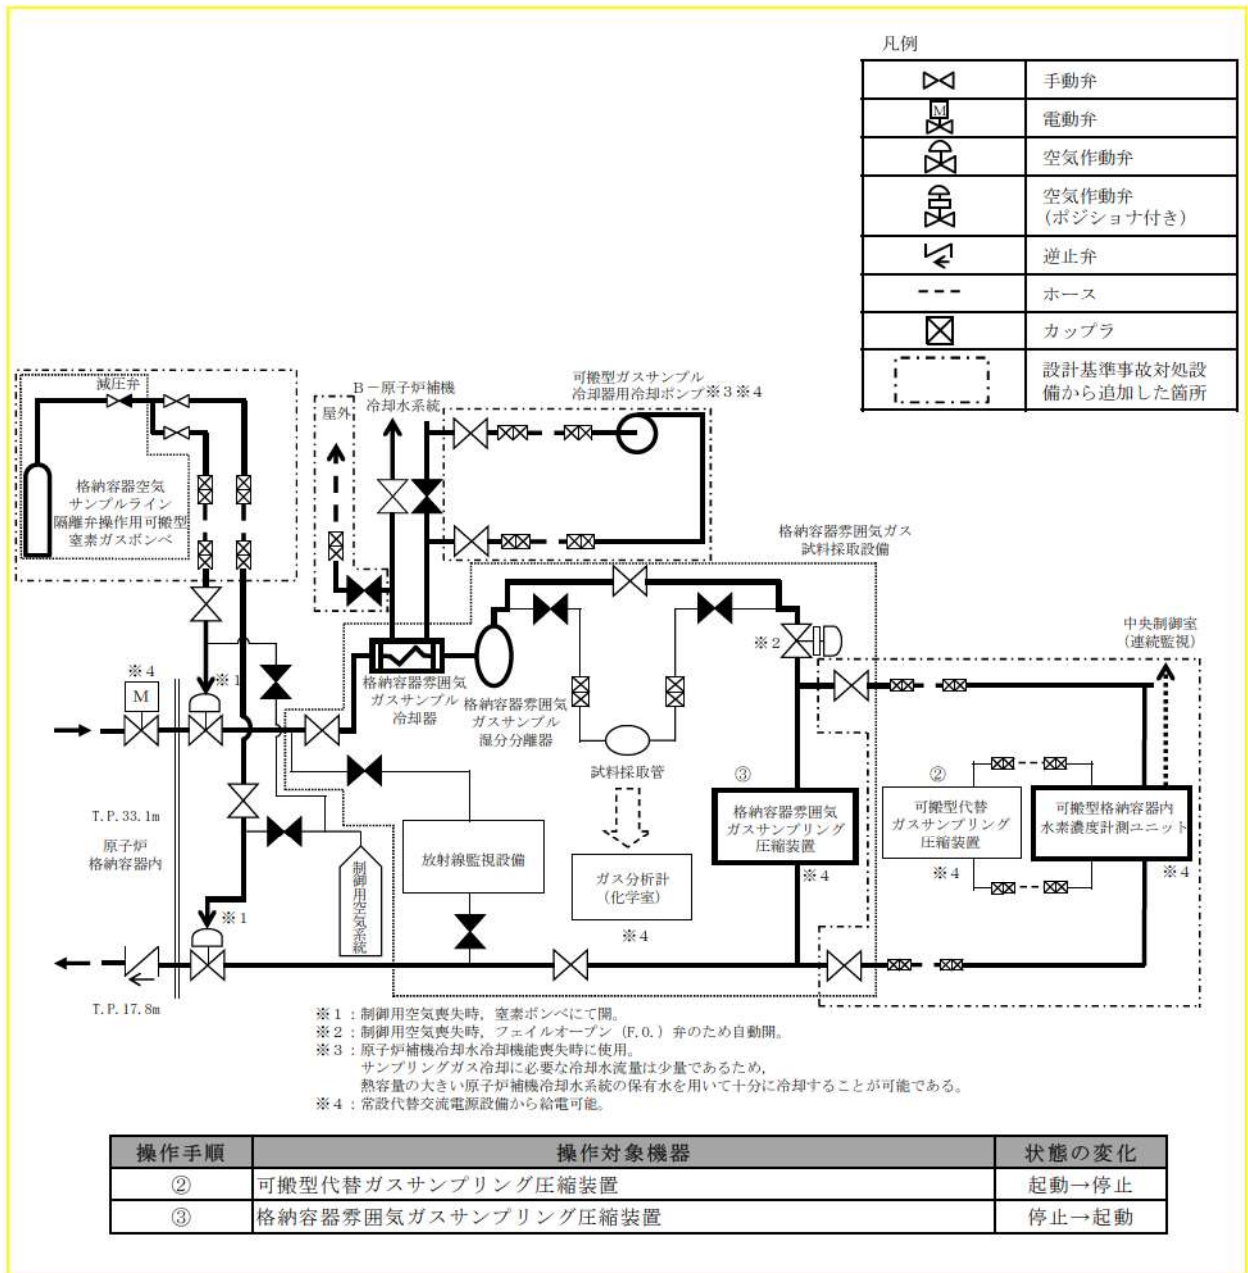 凡例
手動弁
M
電動弁
空気作動弁
空気作動弁
(ポジショナ付き)
逆止弁
ホース
カップラ
設計基準事故対処設
備から追加した箇所
減圧弁
格納容器空気
サンプルライン
隔離弁操作用可搬型
窒素ガスボンベ
屋外
B-原子炉補機
冷却水系統
可搬型ガスサンプル
冷却器用冷却ポンプ※3※4
格納容器雰囲気ガス
試料採取設備
中央制御室
(連続監視)
※4
M
※1
※2
格納容器雰囲気
ガスサンプル
冷却器
格納容器雰囲気
ガスサンプル
湿分分離器
試料採取管
③
格納容器雰囲気
ガスサンプリング
圧縮装置
※4
②
可搬型代替
ガスサンプリング
圧縮装置
※4
可搬型格納容器内
水素濃度計測ユニット
※4
T.P.33.1m
原子炉
格納容器内
制御用空気系統
放射線監視設備
ガス分析計
(化学室)
※4
※1
T.P.17.8m
※1:制御用空気喪失時,窒素ボンベにて開。
※2:制御用空気喪失時,フェイルオープン(F.O.)弁のため自動開。
※3:原子炉補機冷却水冷却機能喪失時に使用。
サンプリングガス冷却に必要な冷却水流量は少量であるため,
熱容量の大きい原子炉補機冷却水系統の保有水を用いて十分に冷却することが可能である。
※4:常設代替交流電源設備から給電可能。
操作手順 操作対象機器 状態の変化
② 可搬型代替ガスサンプリング圧縮装置 起動→停止
③ 格納容器雰囲気ガスサンプリング圧縮装置 停止→起動